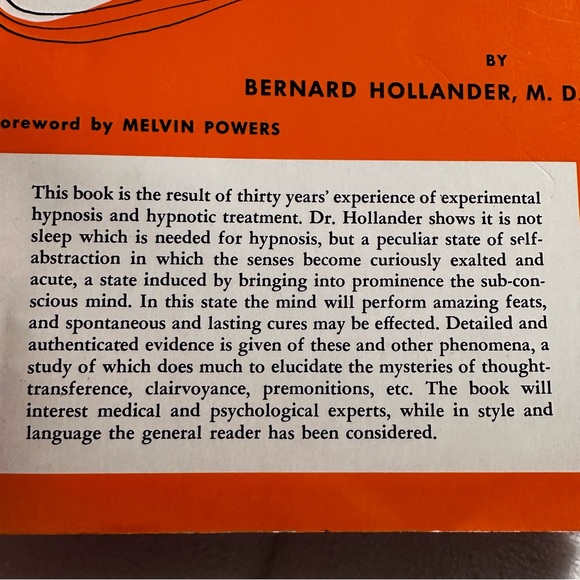 BY
BERNARD HOLLANDER, M. D.
oreword by MELVIN POWERS
This book is the result of thirty years' experience of experimental
hypnosis and hypnotic treatment. Dr. Hollander shows it is not
sleep which is needed for hypnosis, but a peculiar state of self-
abstraction in which the senses become curiously exalted and
acute, a state induced by bringing into prominence the sub-con-
scious mind. In this state the mind will perform amazing feats,
and spontaneous and lasting cures may be effected. Detailed and
authenticated evidence is given of these and other phenomena, a
study of which does much to elucidate the mysteries of thought-
transference, clairvoyance, premonitions, etc. The book will
interest medical and psychological experts, while in style and
language the general reader has been considered.